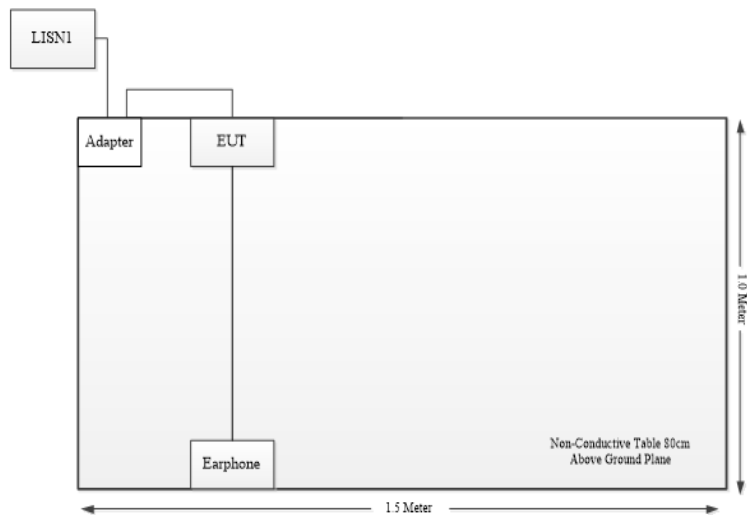 LISN1
Adapter
EUT
1.0 Meter
Earphone
Non-Conductive Table 80cm
Above Ground Plane
1.5 Meter